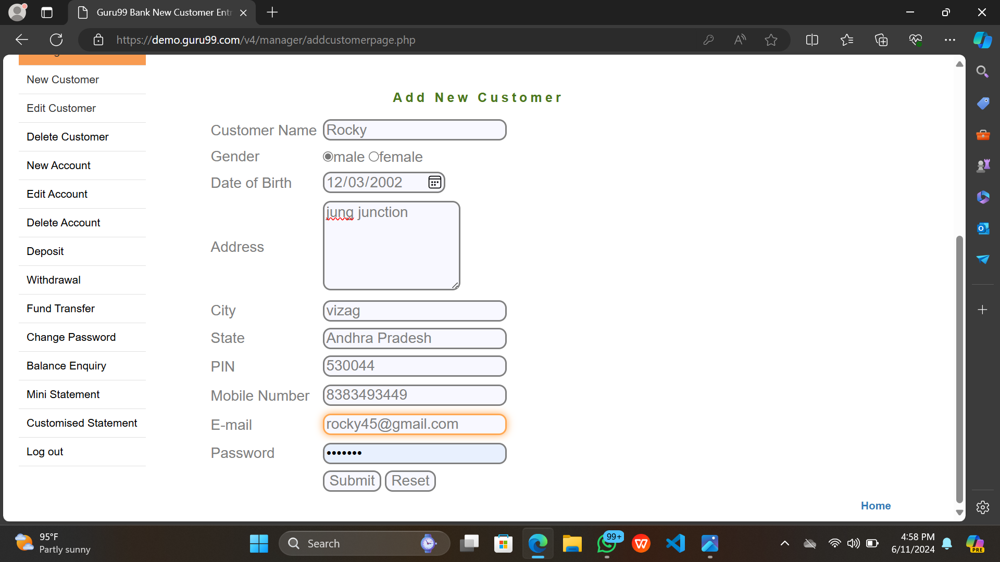 Guru99 Bank New Customer Entr
https://demo.guru99.com/v4/manager/addcustomerpage.php
New Customer
Edit Customer
Delete Customer
New Account
Edit Account
Delete Account
Deposit
Withdrawal
Fund Transfer
Change Password
Balance Enquiry
Mini Statement
Customised Statement
Log out
Add New Customer
Customer Name Rocky
Gender male female
Date of Birth 12/03/2002
Address jung junction
City vizag
State Andhra Pradesh
PIN 530044
Mobile Number 8383493449
E-mail rocky45@gmail.com
Password •••••••
Submit Reset
Home
95°F
Partly sunny
Search
99+
4:58 PM
6/11/2024
PRE